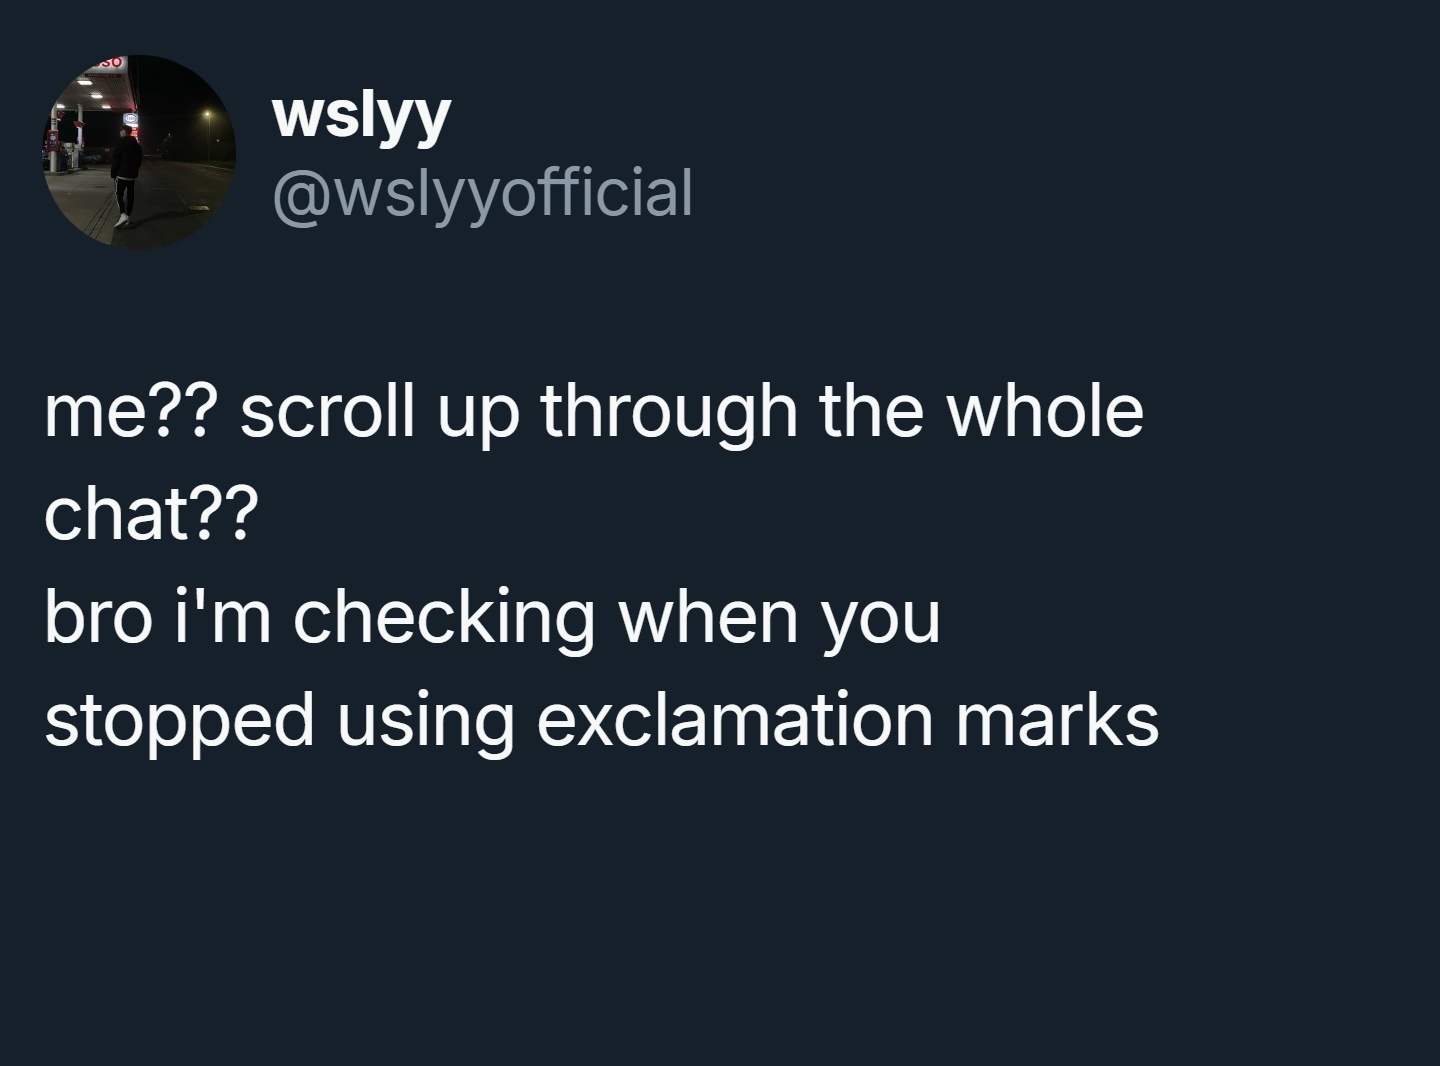 wslyy
@wslyyofficial
me?? scroll up through the whole
chat??
bro i'm checking when you
stopped using exclamation marks